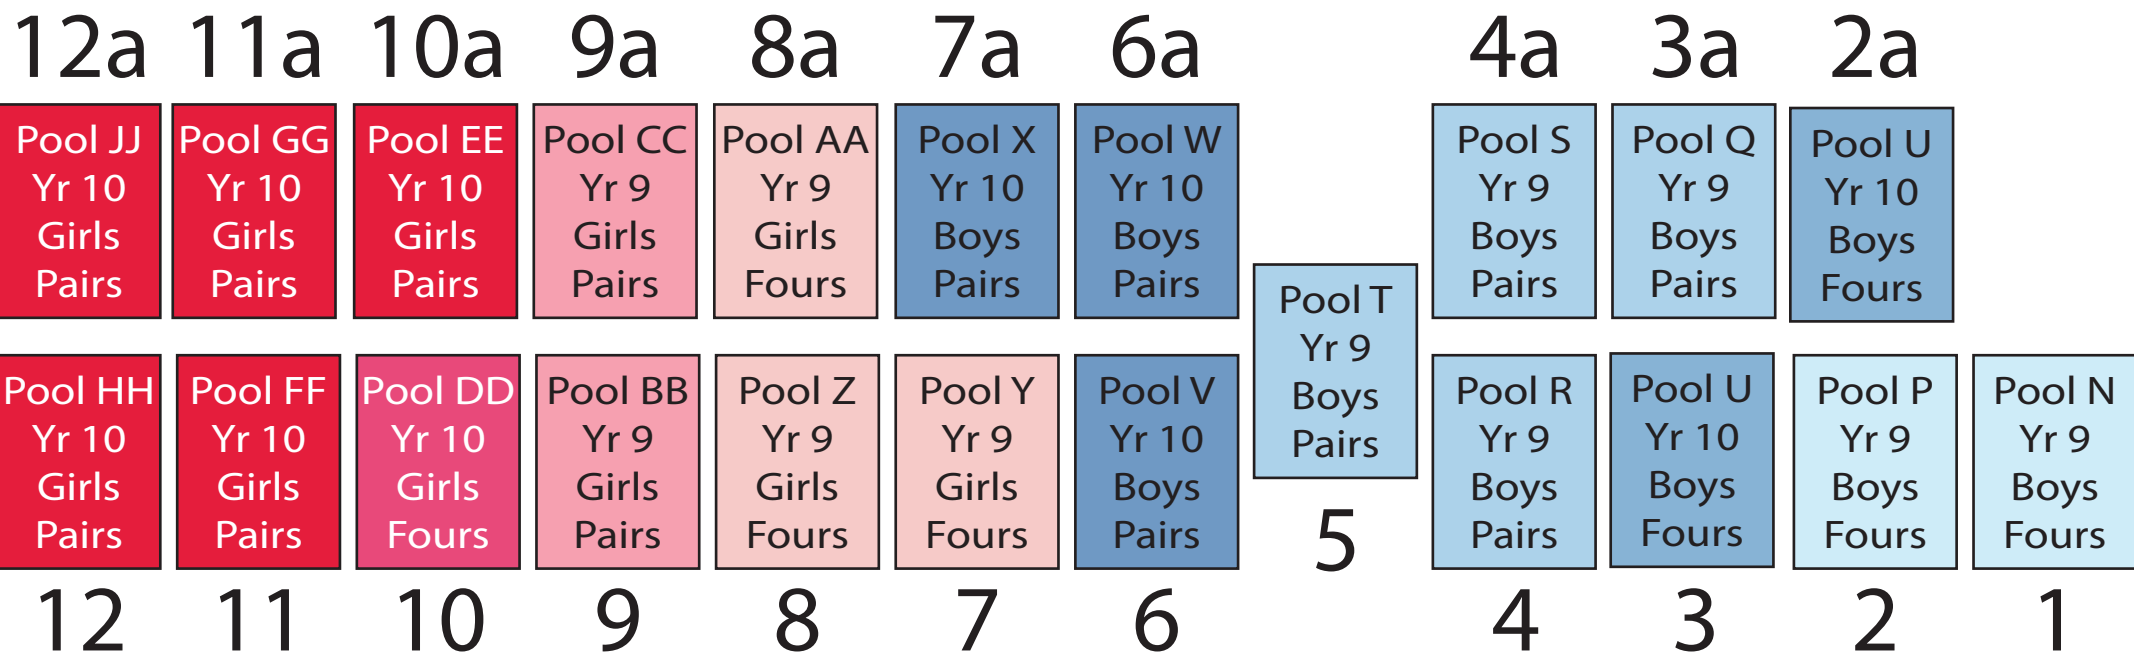 12a 11a 10a 9a 8a 7a 6a 4a 3a 2a
Pool JJ
Yr 10
Girls
Pairs
Pool GG
Yr 10
Girls
Pairs
Pool EE
Yr 10
Girls
Pairs
Pool CC
Yr 9
Girls
Pairs
Pool AA
Yr 9
Girls
Fours
Pool X
Yr 10
Boys
Pairs
Pool W
Yr 10
Boys
Pairs
Pool T
Yr 9
Boys
Pairs
5
Pool S
Yr 9
Boys
Pairs
Pool Q
Yr 9
Boys
Pairs
Pool U
Yr 10
Boys
Fours
Pool HH
Yr 10
Girls
Pairs
Pool FF
Yr 10
Girls
Pairs
Pool DD
Yr 10
Girls
Fours
Pool BB
Yr 9
Girls
Pairs
Pool Z
Yr 9
Girls
Fours
Pool Y
Yr 9
Girls
Fours
Pool V
Yr 10
Boys
Pairs
Pool R
Yr 9
Boys
Pairs
Pool U
Yr 10
Boys
Fours
Pool P
Yr 9
Boys
Fours
Pool N
Yr 9
Boys
Fours
12 11 10 9 8 7 6 4 3 2 1